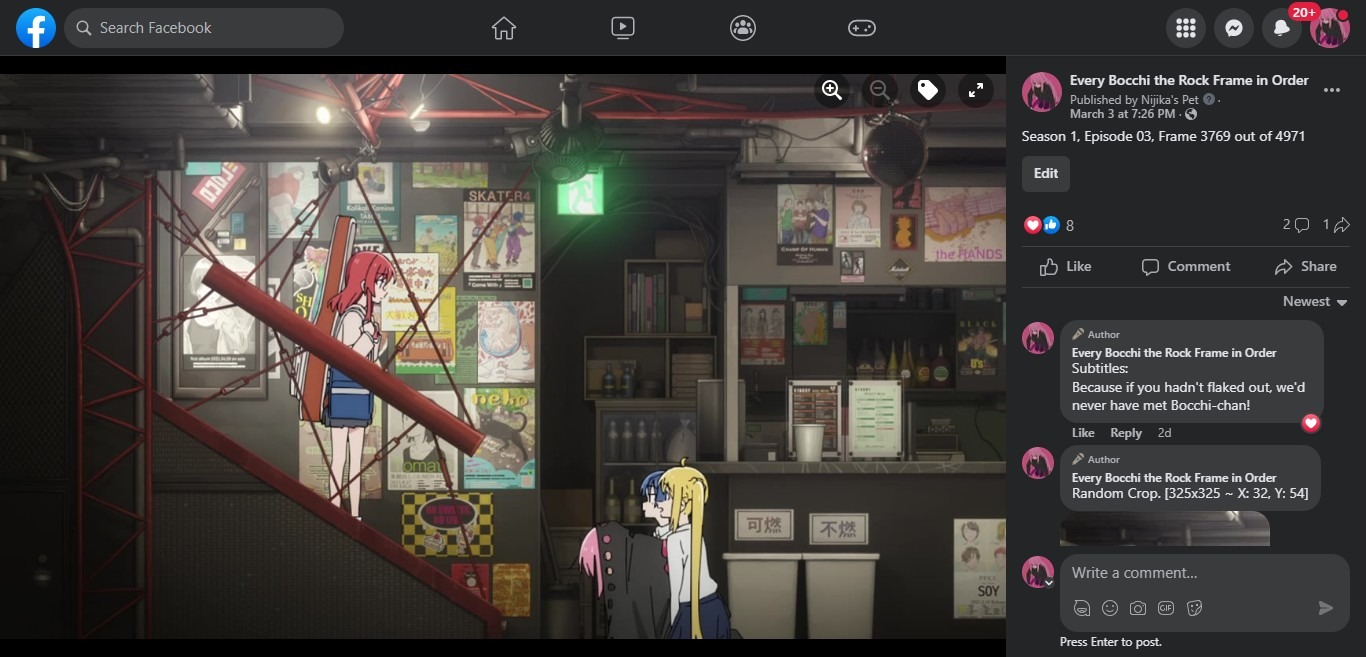 Search Facebook
20+
Every Bocchi the Rock Frame in Order
Published by Nijika's Pet ·
March 3 at 7:26 PM ·
Season 1, Episode 03, Frame 3769 out of 4971
Edit
8
2
1
Like
Comment
Share
Newest
Author
Every Bocchi the Rock Frame in Order
Subtitles:
Because if you hadn't flaked out, we'd
never have met Bocchi-chan!
Like
Reply
2d
Author
Every Bocchi the Rock Frame in Order
Random Crop. [325x325 ~ X: 32, Y: 54]
Write a comment...
GIF
Press Enter to post.
COCO
SKATER4
the HANDS
BLACK
neko
可燃
不燃
SOY